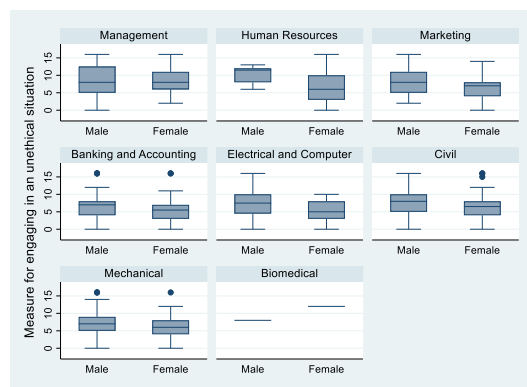 Measure for engaging in an unethical situation
Management
Human Resources
Marketing
0 5 10 15
Male Female
Male Female
Male Female
Banking and Accounting
Electrical and Computer
Civil
0 5 10 15
Male Female
Male Female
Male Female
Mechanical
Biomedical
0 5 10 15
Male Female
Male Female